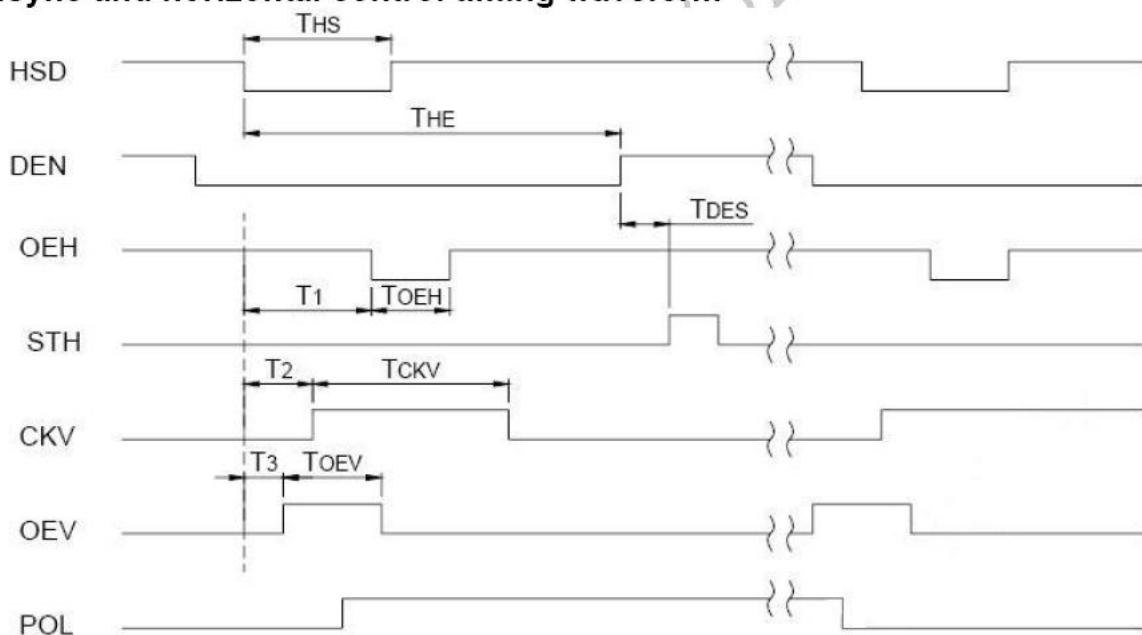 sync and horizontal control timing waveform
THS
HSD
THE
DEN
TDES
OEH
T1 TOEH
STH
T2 TCKV
CKV
T3 TOEV
OEV
POL